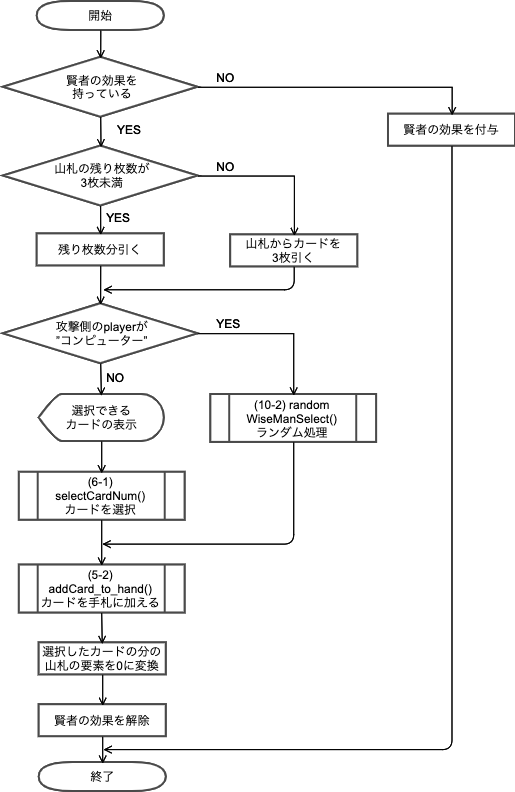 開始
賢者の効果を
持っている
NO
YES
賢者の効果を付与
山札の残り枚数が
3枚未満
NO
YES
残り枚数分引く
山札からカードを
3枚引く
攻撃側のplayerが
"コンピューター"
YES
NO
選択できる
カードの表示
(10-2) random
WiseManSelect()
ランダム処理
(6-1)
selectCardNum()
カードを選択
(5-2)
addCard_to_hand()
カードを手札に加える
選択したカードの分の
山札の要素を0に変換
賢者の効果を解除
終了